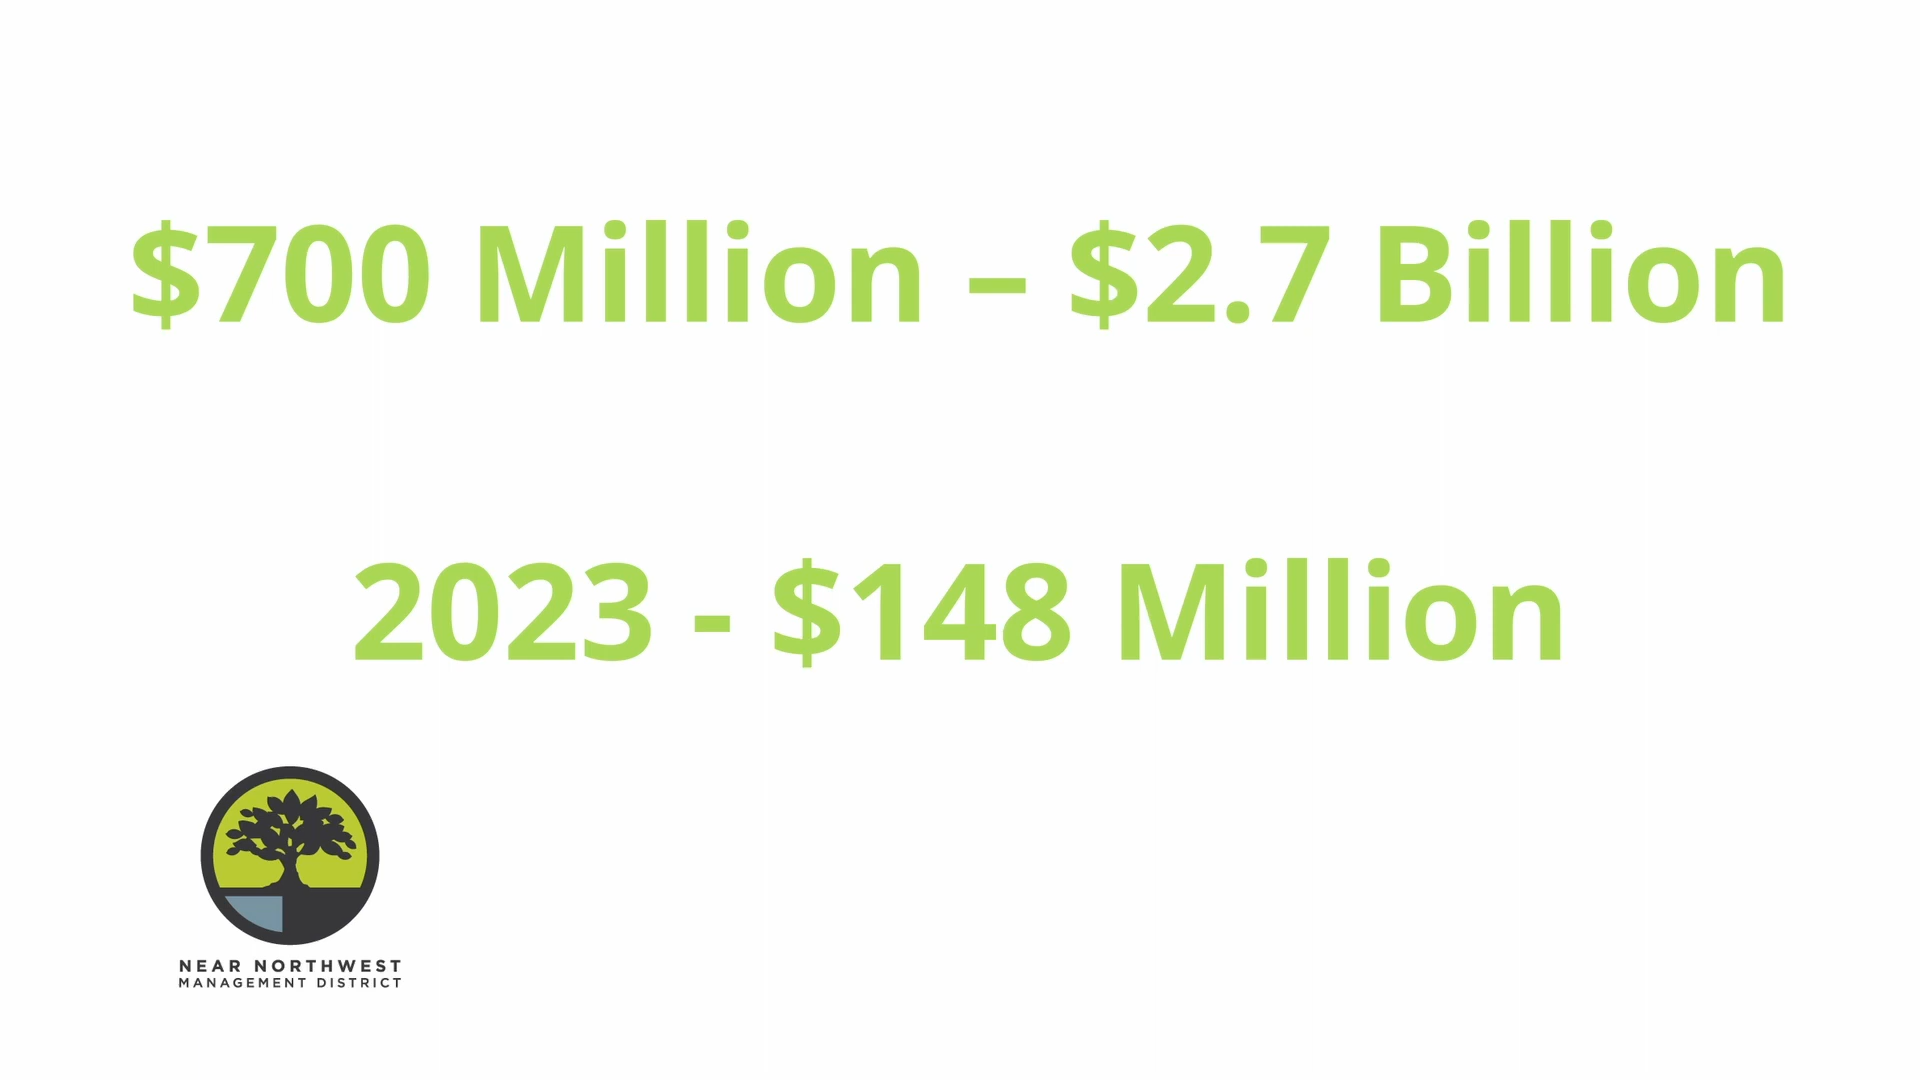 $700 Million – $2.7 Billion
2023 - $148 Million
NEAR NORTHWEST
MANAGEMENT DISTRICT